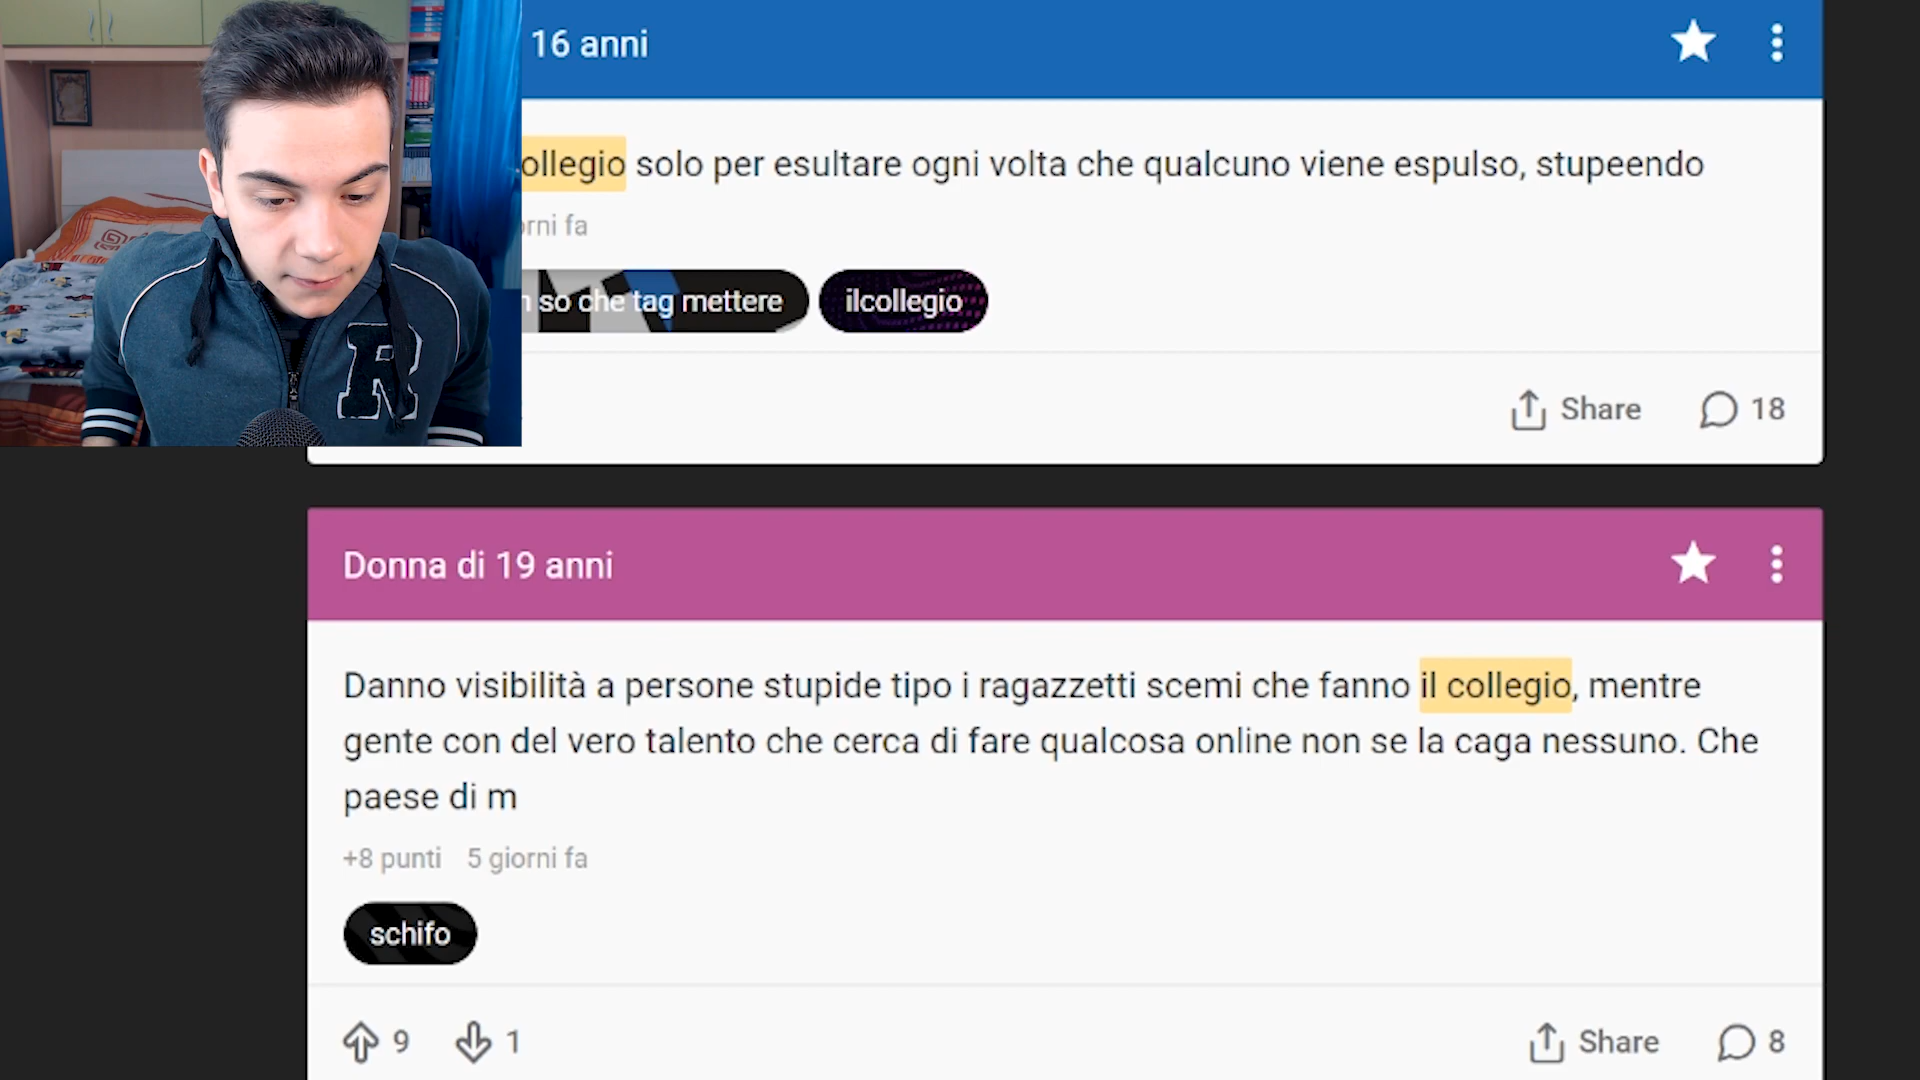 16 anni
ollegio solo per esultare ogni volta che qualcuno viene espulso, stupeendo
rni fa
so che tag mettere
ilcollegio
Share 18
R
Donna di 19 anni
Danno visibilità a persone stupide tipo i ragazzetti scemi che fanno il collegio, mentre
gente con del vero talento che cerca di fare qualcosa online non se la caga nessuno. Che
paese di m
+8 punti 5 giorni fa
schifo
9 1 Share 8